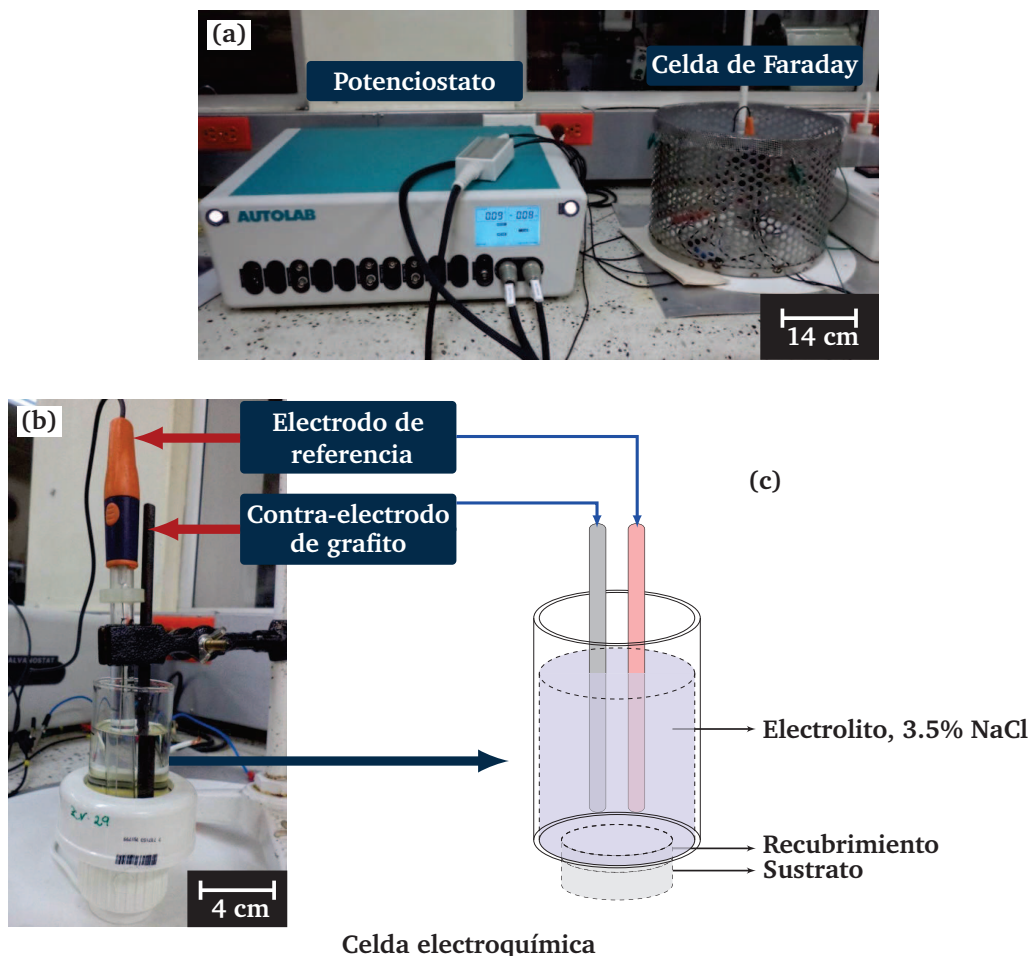 (a)
Potenciostato
Celda de Faraday
AUTOLAB
14 cm
(b)
Electrodo de
referencia
Contra-electrodo
de grafito
4 cm
(c)
Electrolito, 3.5% NaCl
Recubrimiento
Sustrato
Celda electroquímica